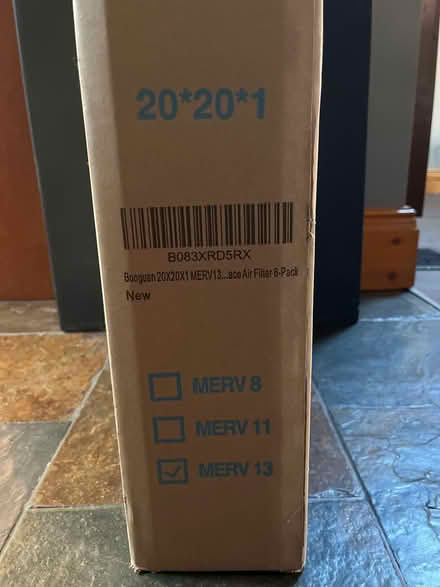 20*20*1
B083XRD5RX
Booguan 20X20X1 MERV13...ace Air Filter 6-Pack
New
MERV 8
MERV 11
MERV 13